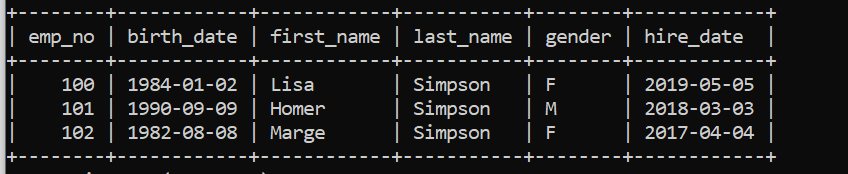 +--------+------------+------------+-----------+--------+------------+
| emp_no | birth_date | first_name | last_name | gender | hire_date  |
+--------+------------+------------+-----------+--------+------------+
|    100 | 1984-01-02 | Lisa       | Simpson   | F      | 2019-05-05 |
|    101 | 1990-09-09 | Homer      | Simpson   | M      | 2018-03-03 |
|    102 | 1982-08-08 | Marge      | Simpson   | F      | 2017-04-04 |
+--------+------------+------------+-----------+--------+------------+